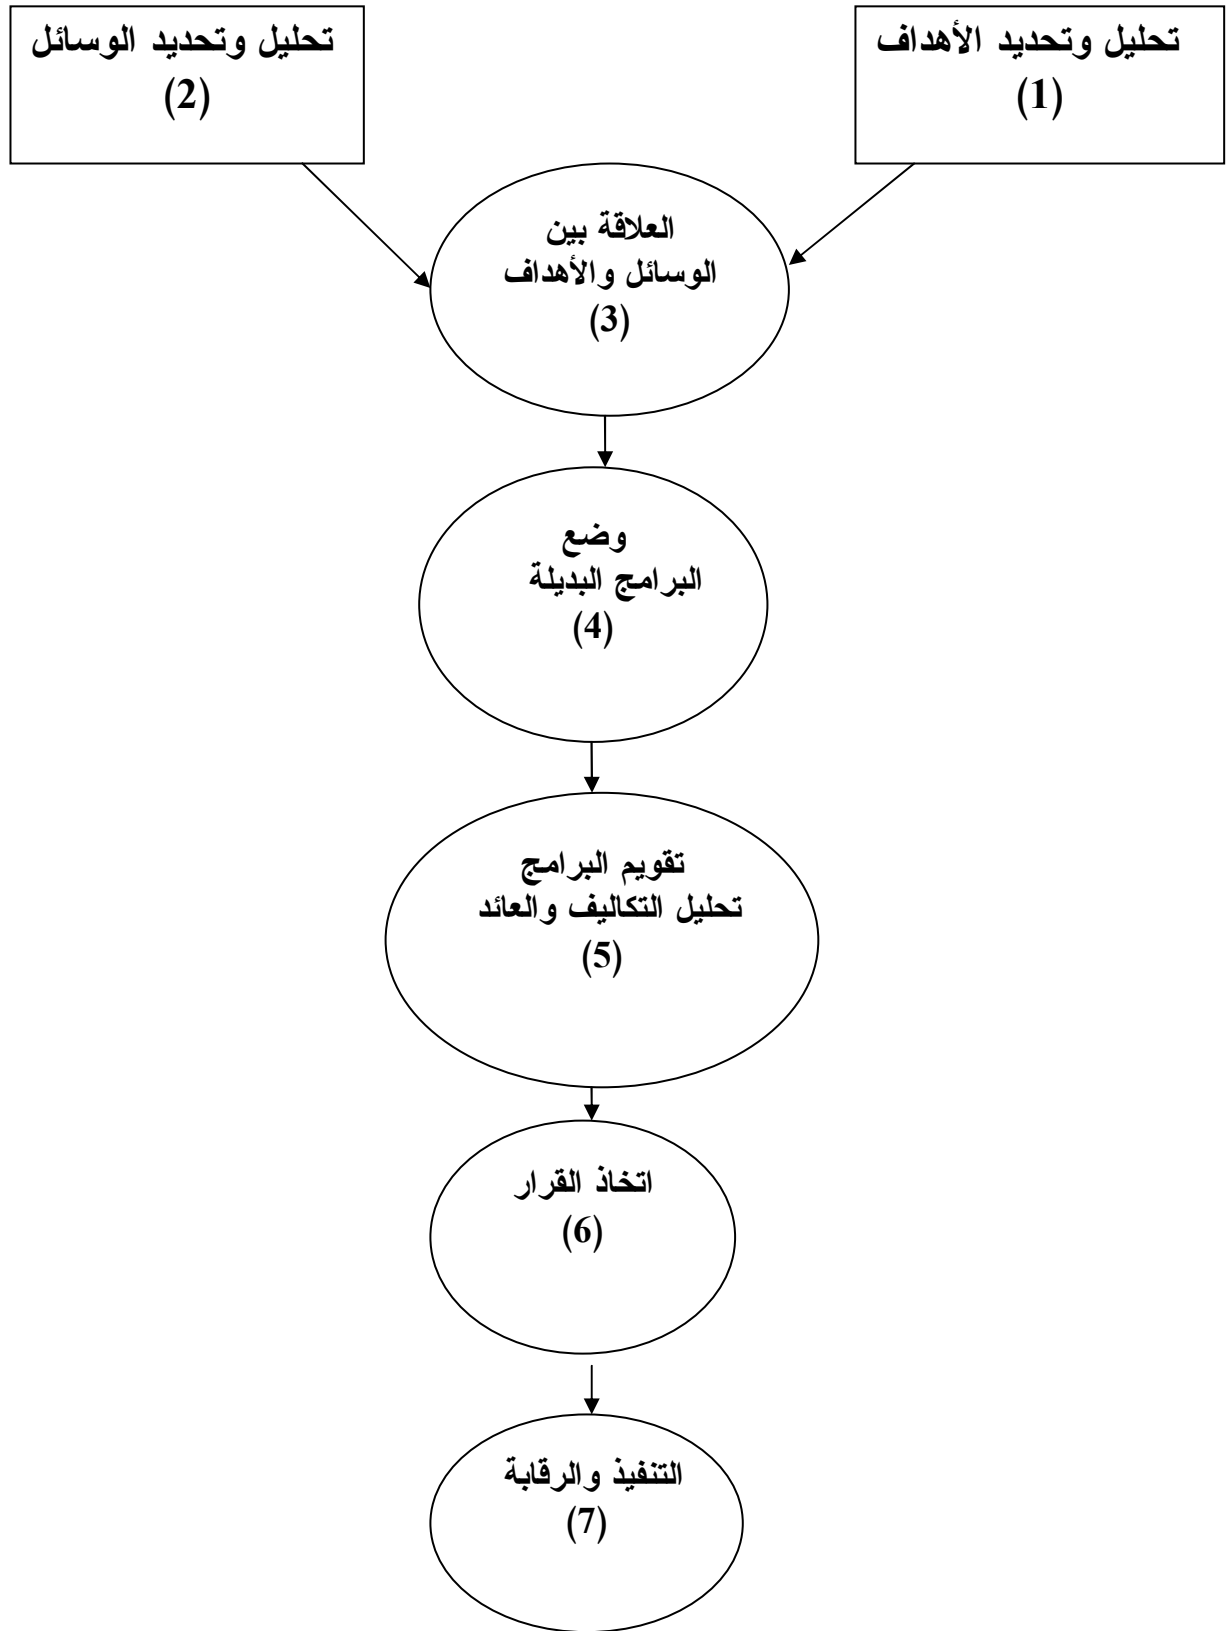 تحليل وتحديد الأهداف
(1)
تحليل وتحديد الوسائل
(2)
العلاقة بين
الوسائل والأهداف
(3)
وضع
البرامج البديلة
(4)
تقويم البرامج
تحليل التكاليف والعائد
(5)
اتخاذ القرار
(6)
التنفيذ والرقابة
(7)